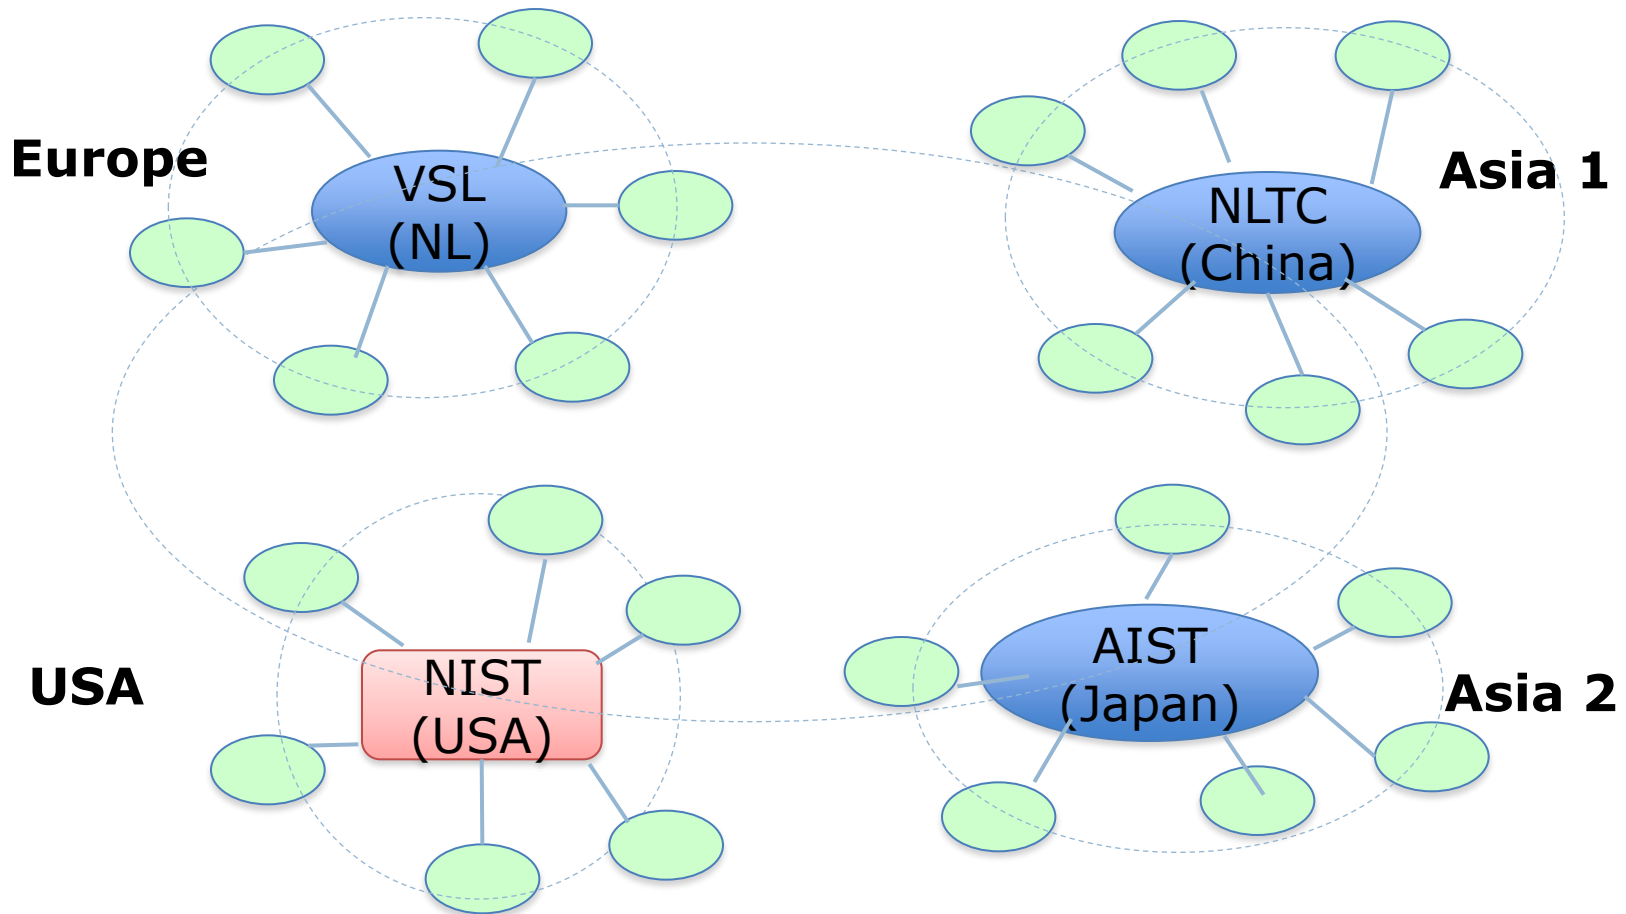 Europe
VSL
(NL)
NLTC
(China)
Asia 1
USA
NIST
(USA)
AIST
(Japan)
Asia 2